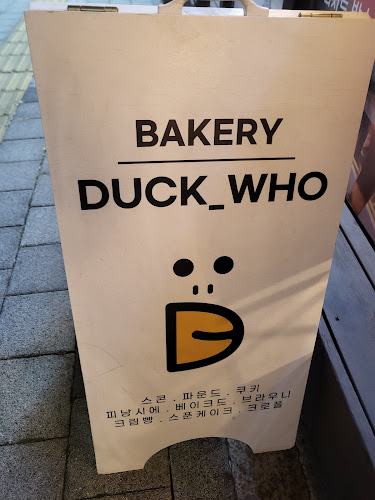 BAKERY
DUCK_WHO
스콘 . 파운드 . 쿠키
피낭시에 . 베이크드 . 브라우니
크림빵 . 스푼케이크 . 크로플